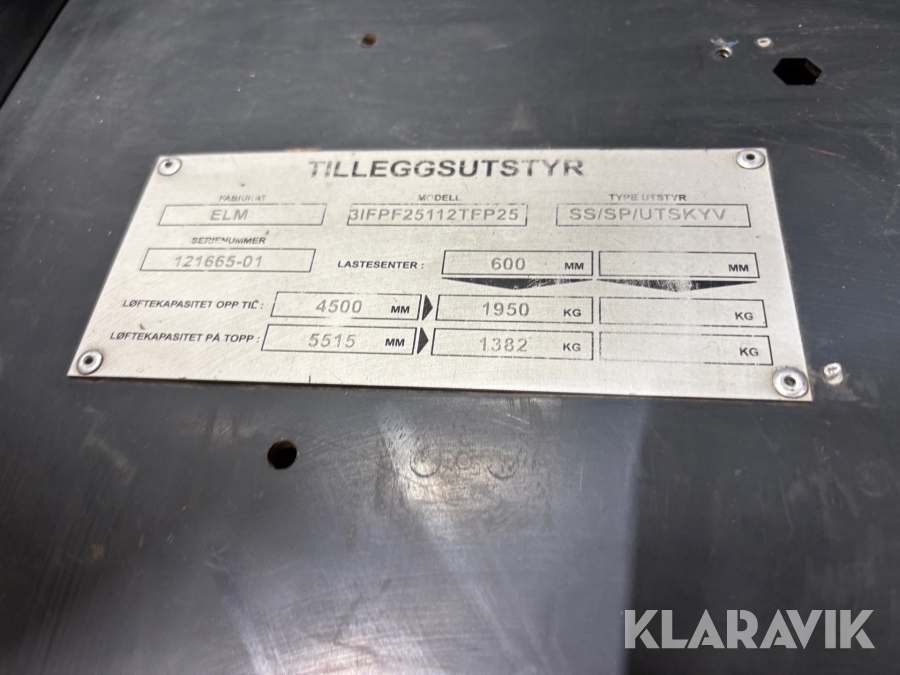 TILLEGGSUTSTYR
FABRIKAT MODELL TYPE UTSTYR
ELM 3IFPF25112TFP25 SS/SP/UTSKYV
SERIENUMMER
121665-01 LASTESENTER : 600 MM MM
LØFTEKAPASITET OPP TIL : 4500 MM 1950 KG KG
LØFTEKAPASITET PÅ TOPP : 5515 MM 1382 KG KG
KLARAVIK